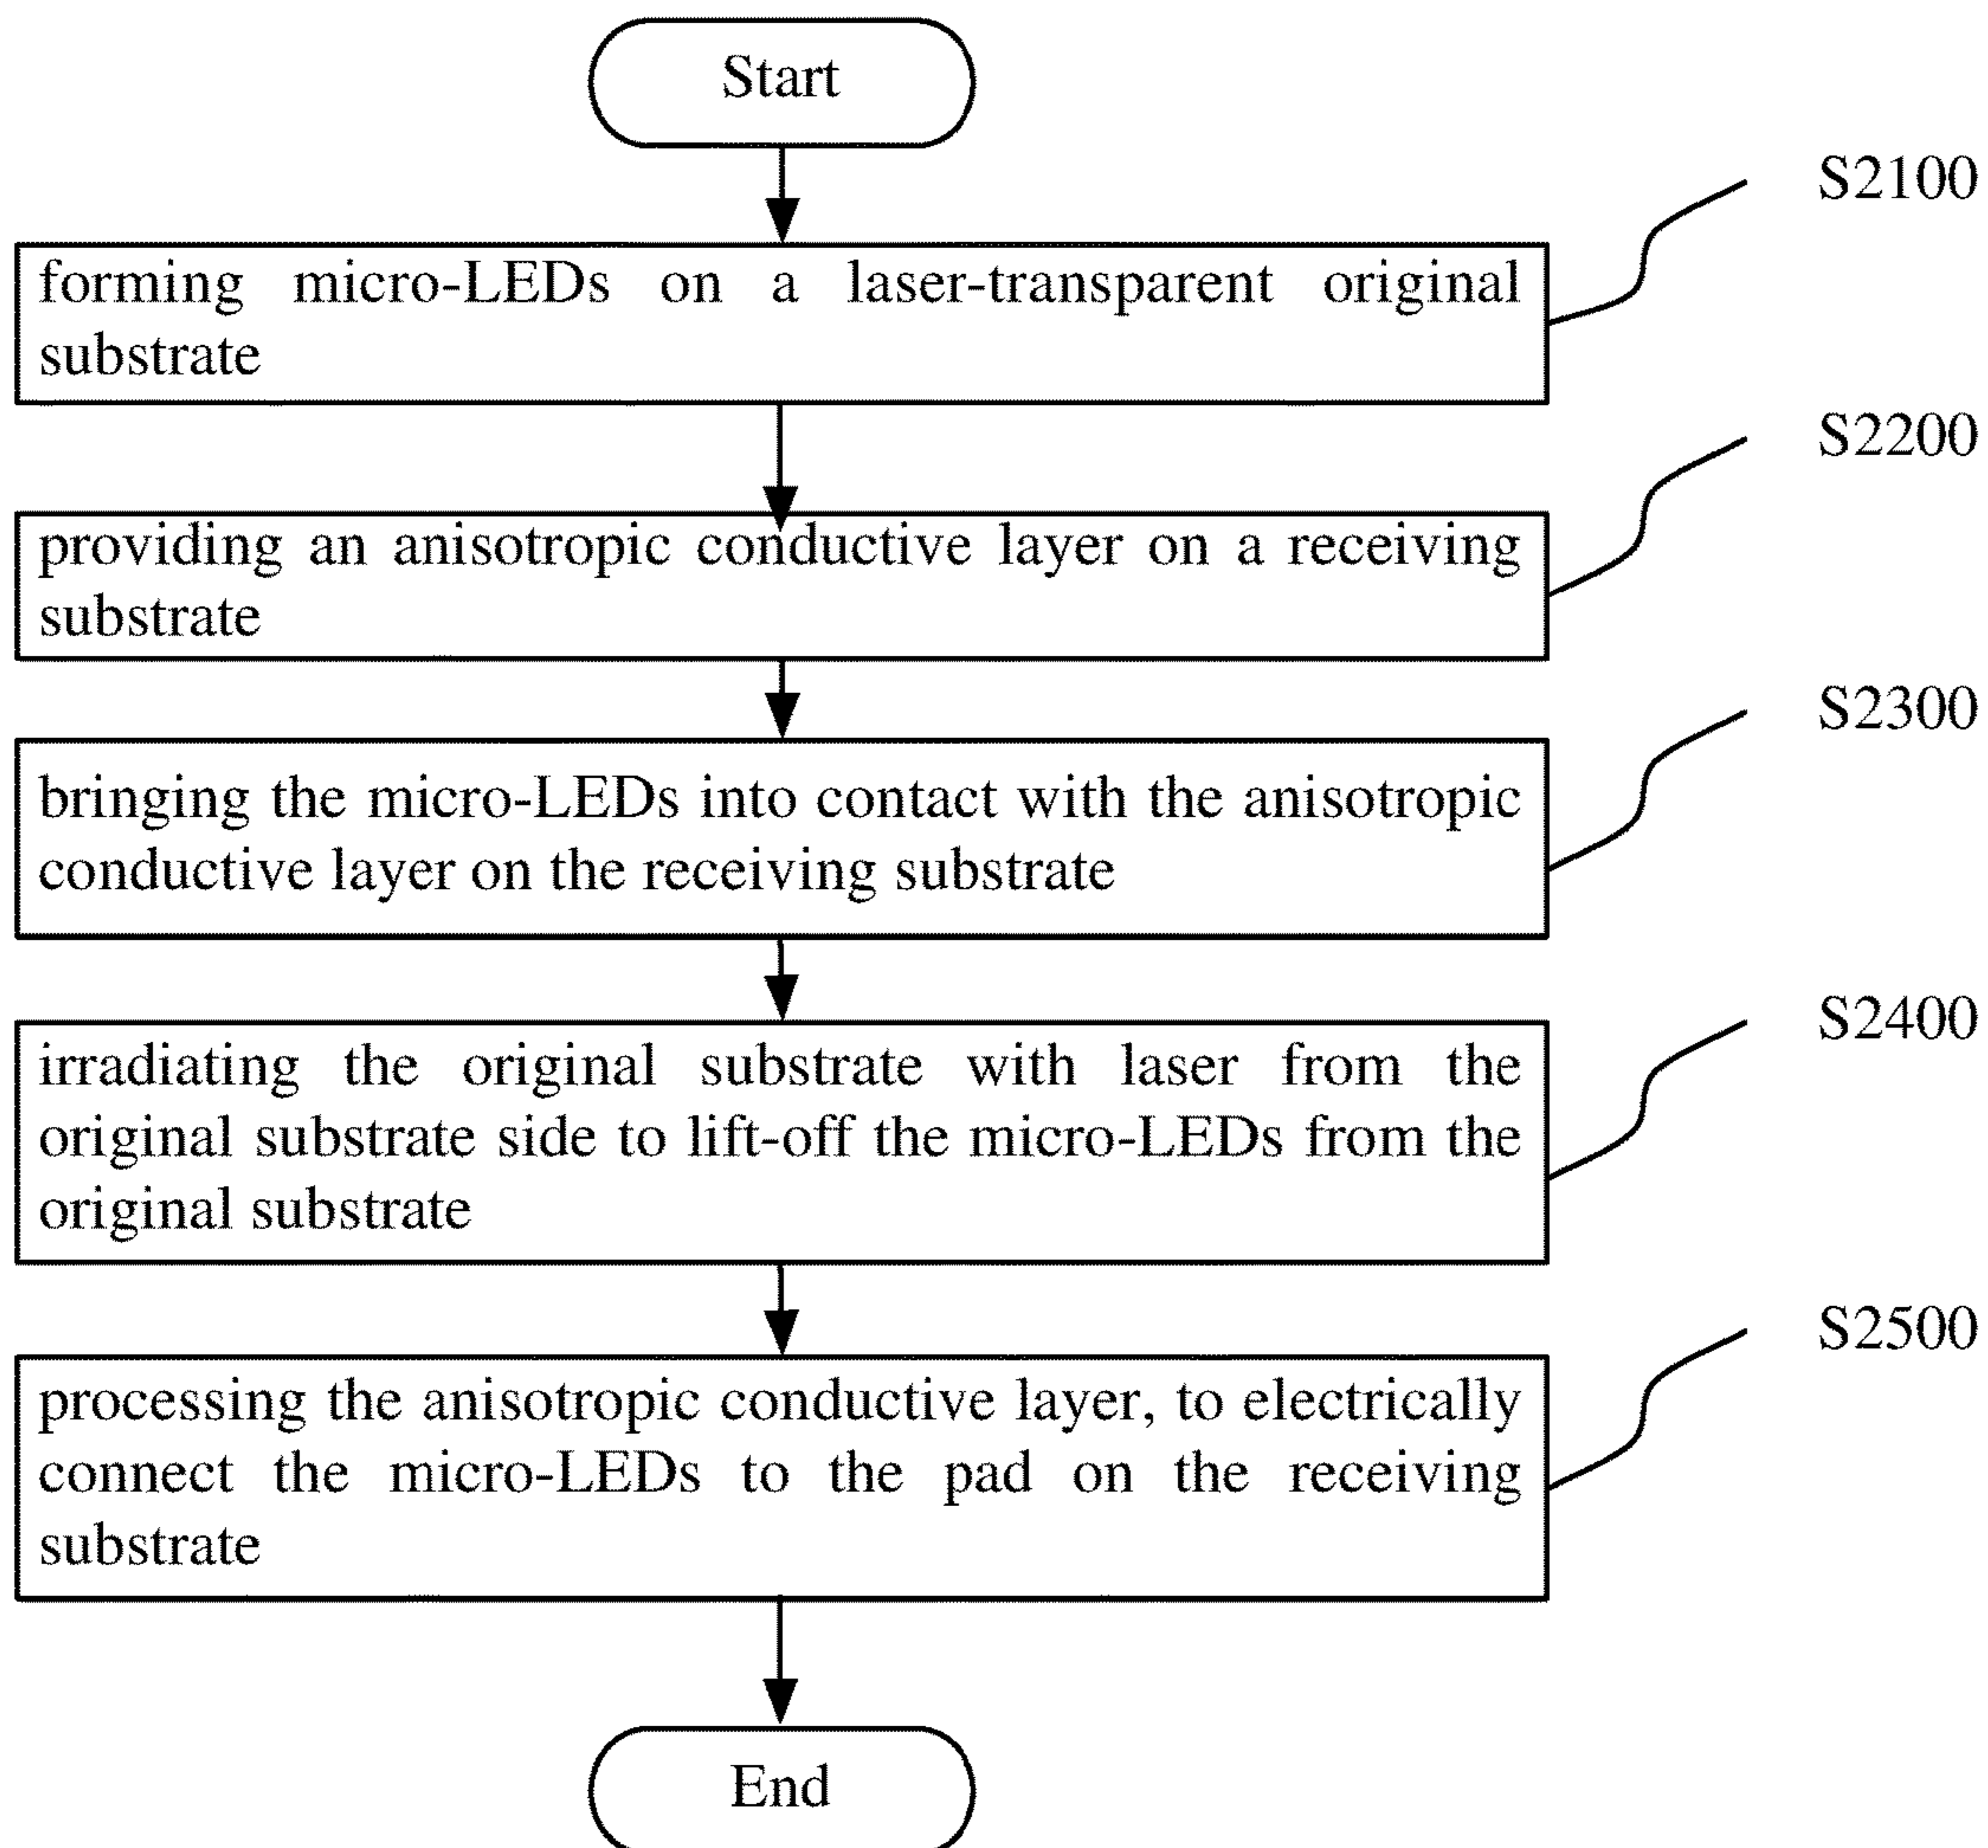 Start
S2100
forming micro-LEDs on a laser-transparent original
substrate
S2200
providing an anisotropic conductive layer on a receiving
substrate
S2300
bringing the micro-LEDs into contact with the anisotropic
conductive layer on the receiving substrate
S2400
irradiating the original substrate with laser from the
original substrate side to lift-off the micro-LEDs from the
original substrate
S2500
processing the anisotropic conductive layer, to electrically
connect the micro-LEDs to the pad on the receiving
substrate
End